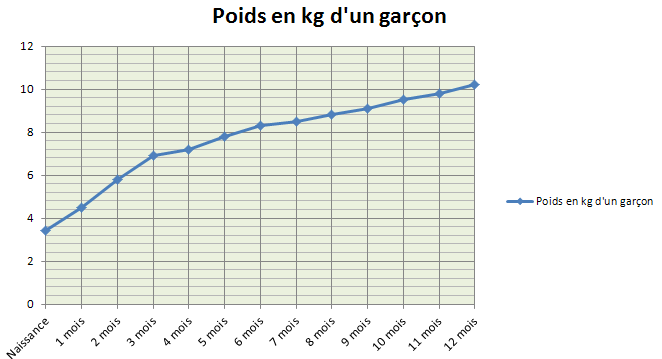 Poids en kg d'un garçon
12
10
8
6
4
2
0
Naissance
1 mois
2 mois
3 mois
4 mois
5 mois
6 mois
7 mois
8 mois
9 mois
10 mois
11 mois
12 mois
Poids en kg d'un garçon